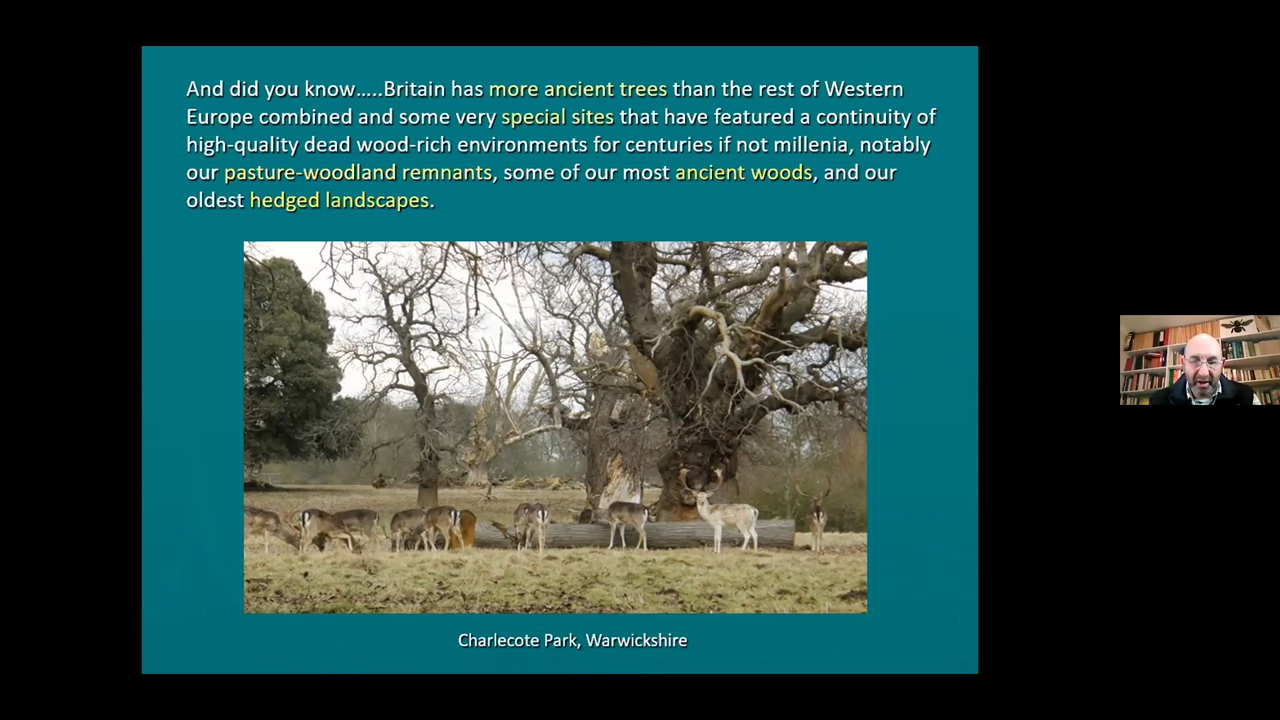 And did you know.....Britain has more ancient trees than the rest of Western
Europe combined and some very special sites that have featured a continuity of
high-quality dead wood-rich environments for centuries if not millenia, notably
our pasture-woodland remnants, some of our most ancient woods, and our
oldest hedged landscapes.
Charlecote Park, Warwickshire